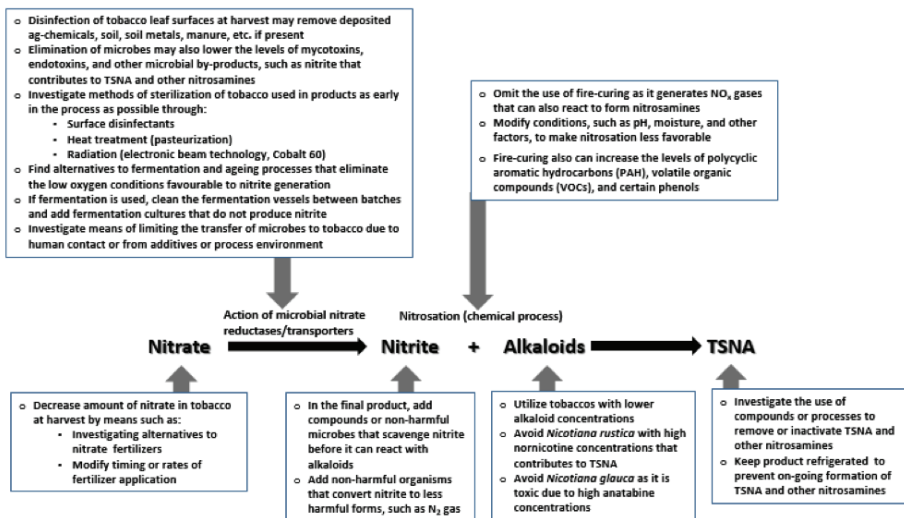 o Disinfection of tobacco leaf surfaces at harvest may remove deposited
ag-chemicals, soil, soil metals, manure, etc. if present
o Elimination of microbes may also lower the levels of mycotoxins,
endotoxins, and other microbial by-products, such as nitrite that
contributes to TSNA and other nitrosamines
o Investigate methods of sterilization of tobacco used in products as early
in the process as possible through:
• Surface disinfectants
• Heat treatment (pasteurization)
• Radiation (electronic beam technology, Cobalt 60)
o Find alternatives to fermentation and ageing processes that eliminate
the low oxygen conditions favourable to nitrite generation
o If fermentation is used, clean the fermentation vessels between batches
and add fermentation cultures that do not produce nitrite
o Investigate means of limiting the transfer of microbes to tobacco due to
human contact or from additives or process environment
o Omit the use of fire-curing as it generates NOx gases
that can also react to form nitrosamines
o Modify conditions, such as pH, moisture, and other
factors, to make nitrosation less favorable
o Fire-curing also can increase the levels of polycyclic
aromatic hydrocarbons (PAH), volatile organic
compounds (VOCs), and certain phenols
Action of microbial nitrate
reductases/transporters
Nitrosation (chemical process)
Nitrate Nitrite + Alkaloids TSNA
o Decrease amount of nitrate in tobacco
at harvest by means such as:
• Investigating alternatives to
nitrate fertilizers
• Modify timing or rates of
fertilizer application
o In the final product, add
compounds or non-harmful
microbes that scavenge nitrite
before it can react with
alkaloids
o Add non-harmful organisms
that convert nitrite to less
harmful forms, such as N2 gas
o Utilize tobaccos with lower
alkaloid concentrations
o Avoid Nicotiana rustica with high
nornicotine concentrations that
contributes to TSNA
o Avoid Nicotiana glauca as it is
toxic due to high anatabine
concentrations
o Investigate the use of
compounds or processes to
remove or inactivate TSNA and
other nitrosamines
o Keep product refrigerated to
prevent on-going formation of
TSNA and other nitrosamines